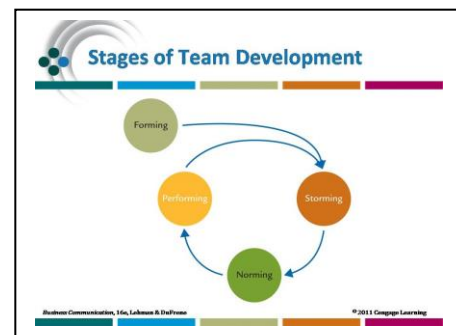 Stages of Team Development
Forming
Performing
Storming
Norming
Business Communication, 16e, Lehman & DuFrene
©2011 Cengage Learning